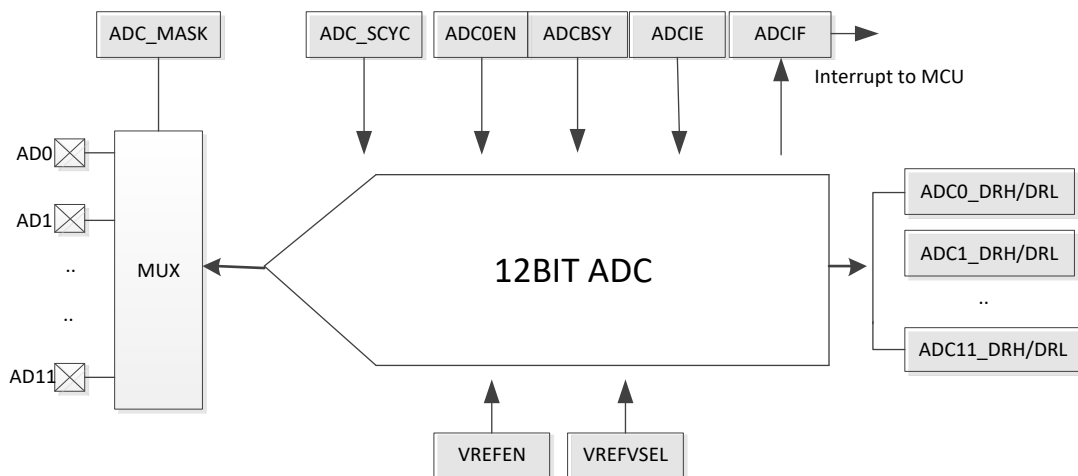 ADC_MASK
ADC_SCYC
ADC0EN
ADCBSY
ADCIE
ADCIF
Interrupt to MCU
AD0
AD1
..
..
AD11
MUX
12BIT ADC
ADC0_DRH/DRL
ADC1_DRH/DRL
..
ADC11_DRH/DRL
VREFEN
VREFVSEL